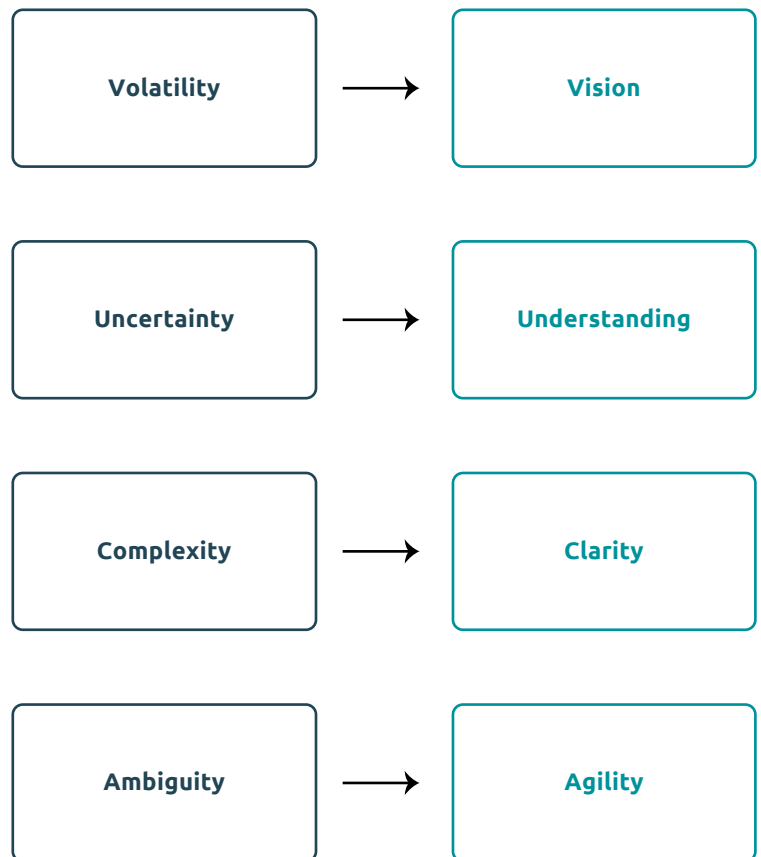 Volatility
Vision
Uncertainty
Understanding
Complexity
Clarity
Ambiguity
Agility